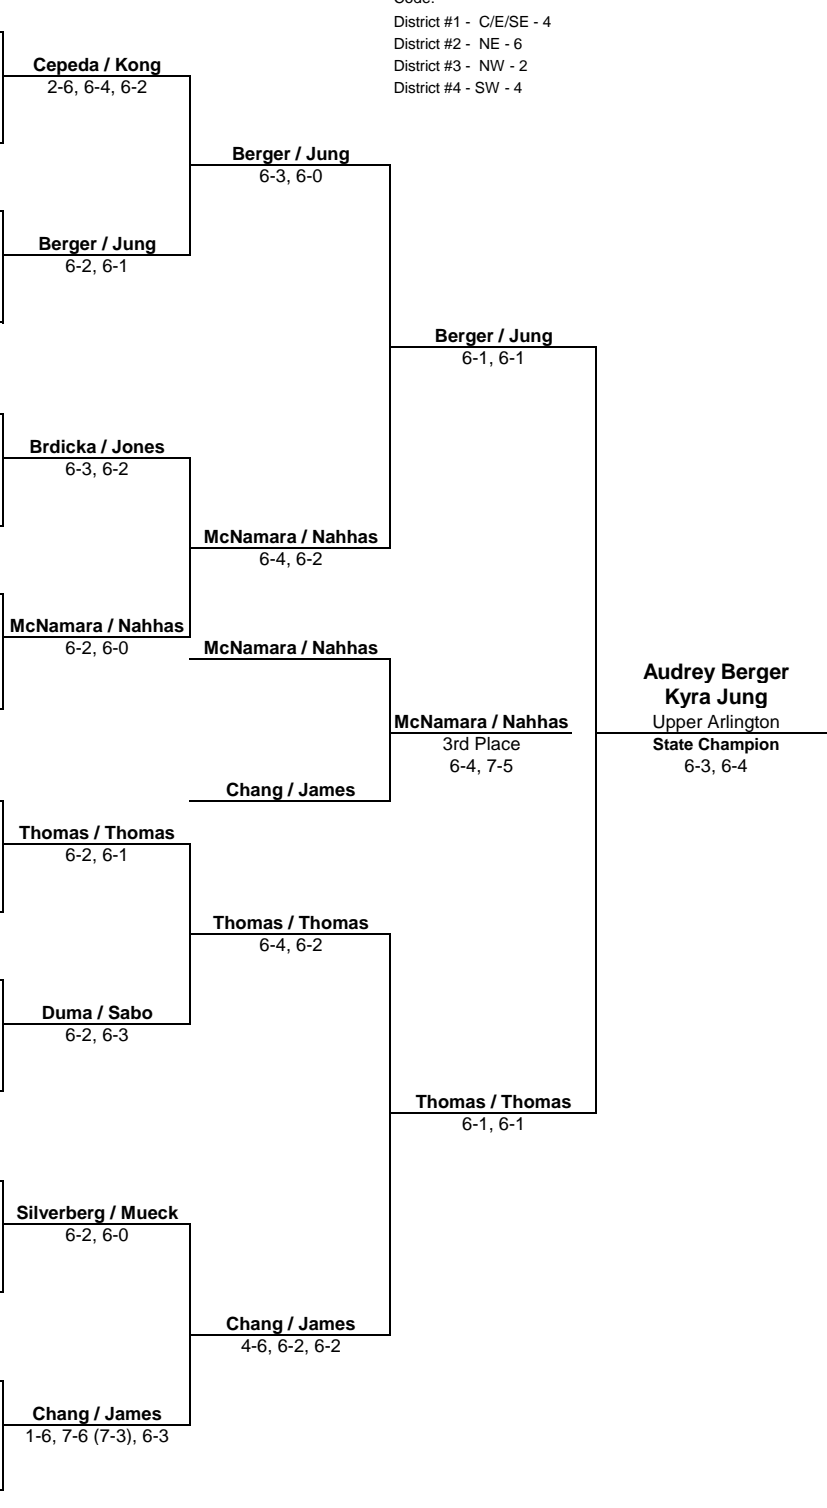 Code:
District #1 - C/E/SE - 4
District #2 - NE - 6
District #3 - NW - 2
District #4 - SW - 4
Cepeda / Kong
2-6, 6-4, 6-2
Berger / Jung
6-3, 6-0
Berger / Jung
6-2, 6-1
Berger / Jung
6-1, 6-1
Brdicka / Jones
6-3, 6-2
McNamara / Nahhas
6-4, 6-2
McNamara / Nahhas
6-2, 6-0
McNamara / Nahhas
Audrey Berger
Kyra Jung
Upper Arlington
State Champion
6-3, 6-4
McNamara / Nahhas
3rd Place
6-4, 7-5
Chang / James
Thomas / Thomas
6-2, 6-1
Thomas / Thomas
6-4, 6-2
Duma / Sabo
6-2, 6-3
Thomas / Thomas
6-1, 6-1
Silverberg / Mueck
6-2, 6-0
Chang / James
4-6, 6-2, 6-2
Chang / James
1-6, 7-6 (7-3), 6-3